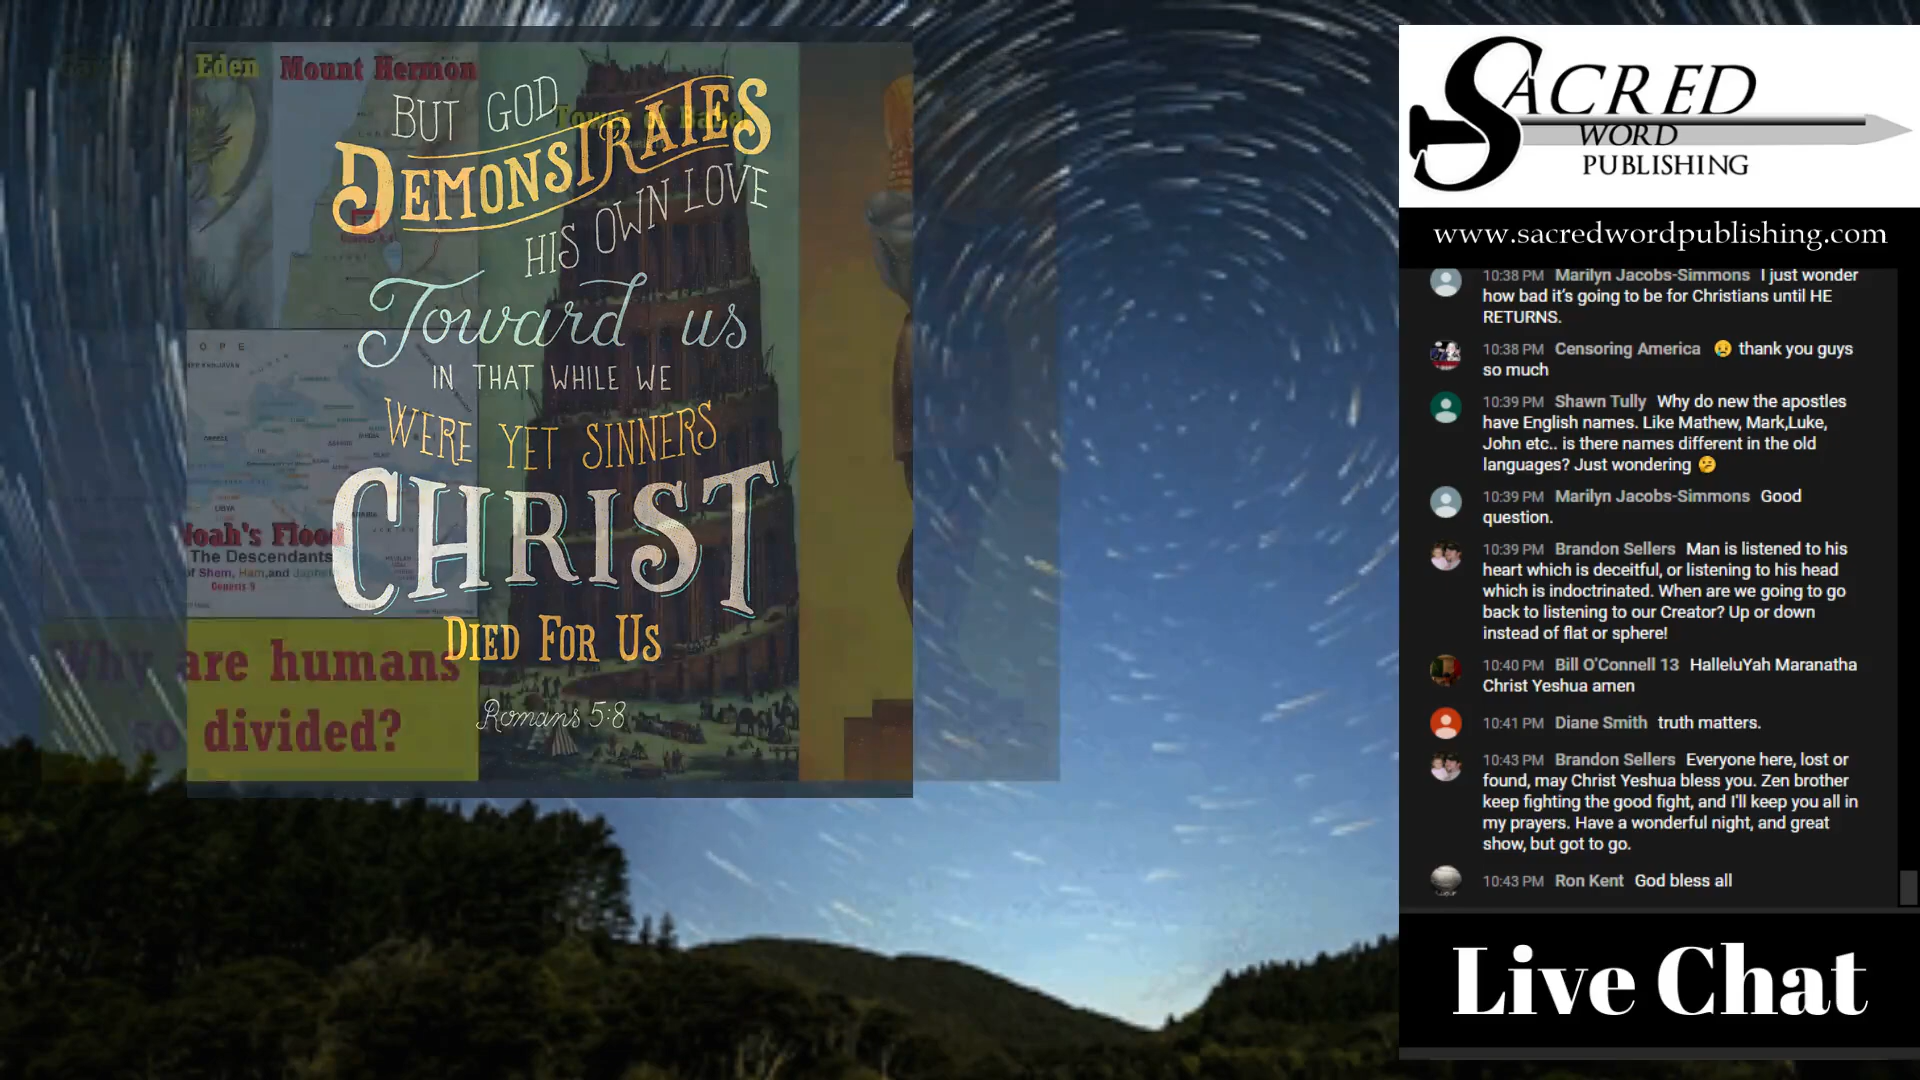 Eden
Mount Hermon
BUT GOD
DEMONSTRATES
HIS OWN LOVE
Toward us
IN THAT WHILE WE
WERE YET SINNERS
CHRIST
DIED FOR US
Romans 5:8
Tower of Babel
O P E
LIBYA
Noah's Flood
The Descendants
of Shem, Ham, and Japheth
Genesis 9
Why are humans
so divided?
SACRED
WORD
PUBLISHING
www.sacredwordpublishing.com
10:38 PM Marilyn Jacobs-Simmons I just wonder
how bad it's going to be for Christians until HE
RETURNS.
10:38 PM Censoring America 😢 thank you guys
so much
10:39 PM Shawn Tully Why do new the apostles
have English names. Like Mathew, Mark,Luke,
John etc.. is there names different in the old
languages? Just wondering 🤔
10:39 PM Marilyn Jacobs-Simmons Good
question.
10:39 PM Brandon Sellers Man is listened to his
heart which is deceitful, or listening to his head
which is indoctrinated. When are we going to go
back to listening to our Creator? Up or down
instead of flat or sphere!
10:40 PM Bill O'Connell 13 HalleluYah Maranatha
Christ Yeshua amen
10:41 PM Diane Smith truth matters.
10:43 PM Brandon Sellers Everyone here, lost or
found, may Christ Yeshua bless you. Zen brother
keep fighting the good fight, and I'll keep you all in
my prayers. Have a wonderful night, and great
show, but got to go.
10:43 PM Ron Kent God bless all
Live Chat